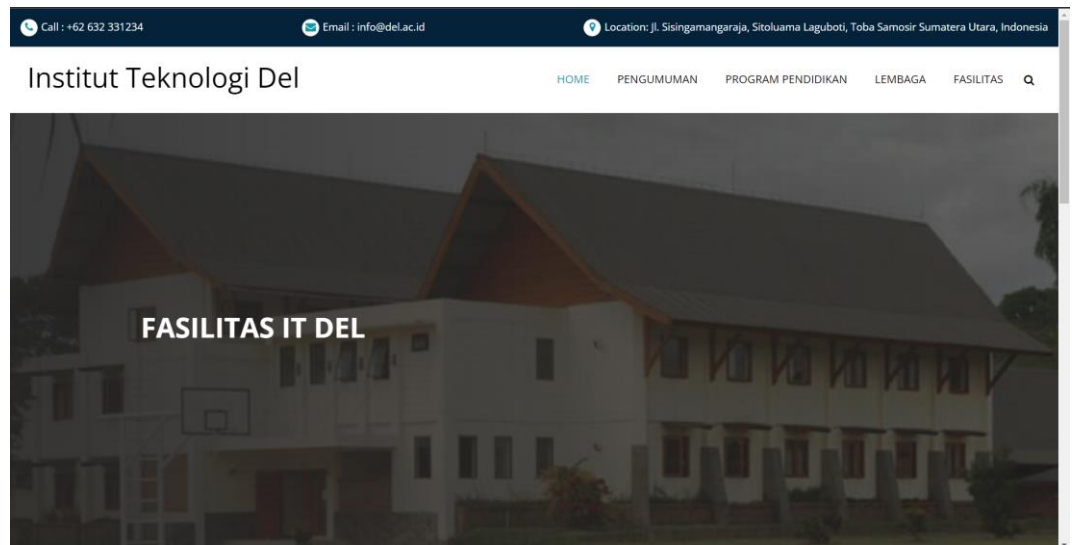 Call : +62 632 331234
Email : info@del.ac.id
Location: Jl. Sisingamangaraja, Sitoluama Laguboti, Toba Samosir Sumatera Utara, Indonesia
Institut Teknologi Del
HOME PENGUMUMAN PROGRAM PENDIDIKAN LEMBAGA FASILITAS
FASILITAS IT DEL